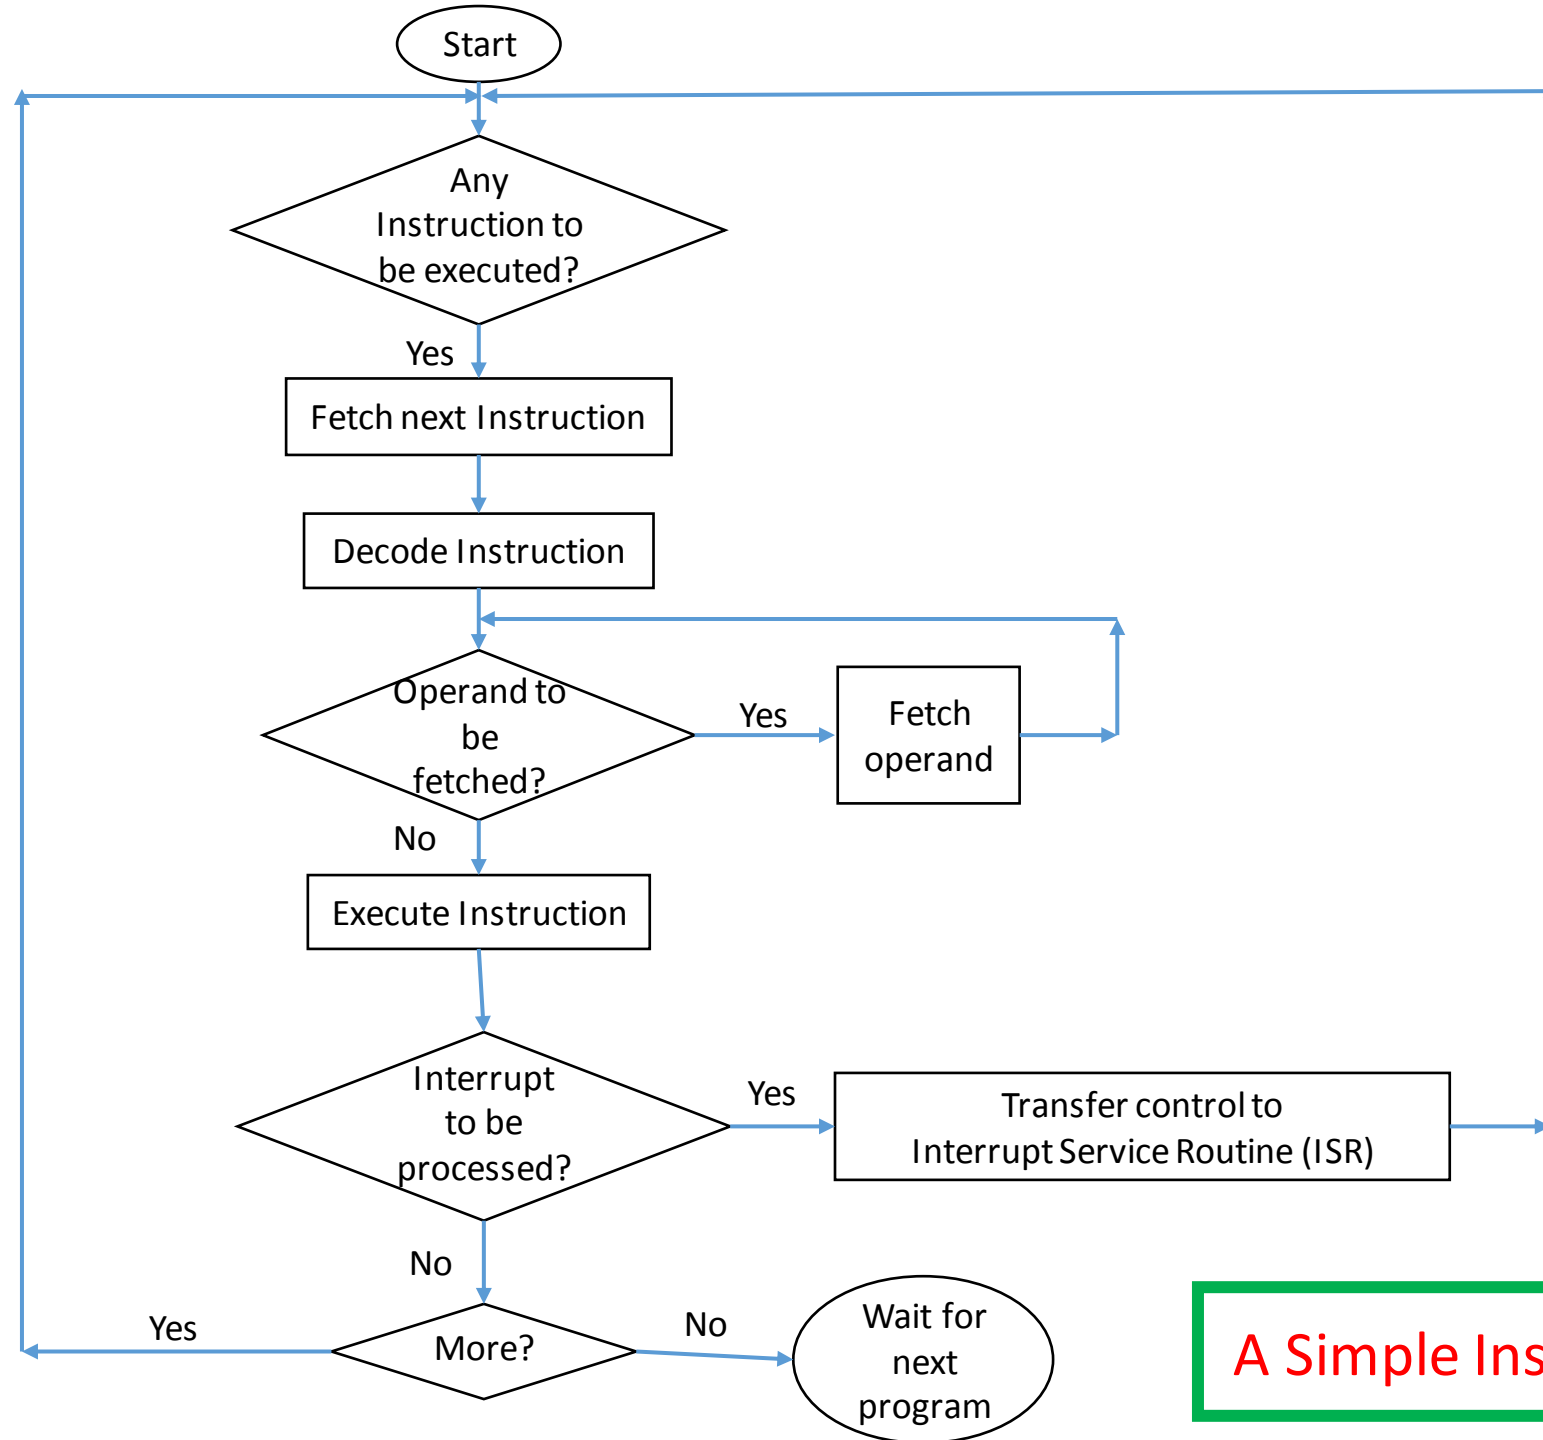 Start
Any
Instruction to
be executed?
Yes
Fetch next Instruction
Decode Instruction
Operand to
be
fetched?
Yes
Fetch
operand
No
Execute Instruction
Interrupt
to be
processed?
Yes
Transfer control to
Interrupt Service Routine (ISR)
No
More?
Yes
No
Wait for
next
program
A Simple Ins